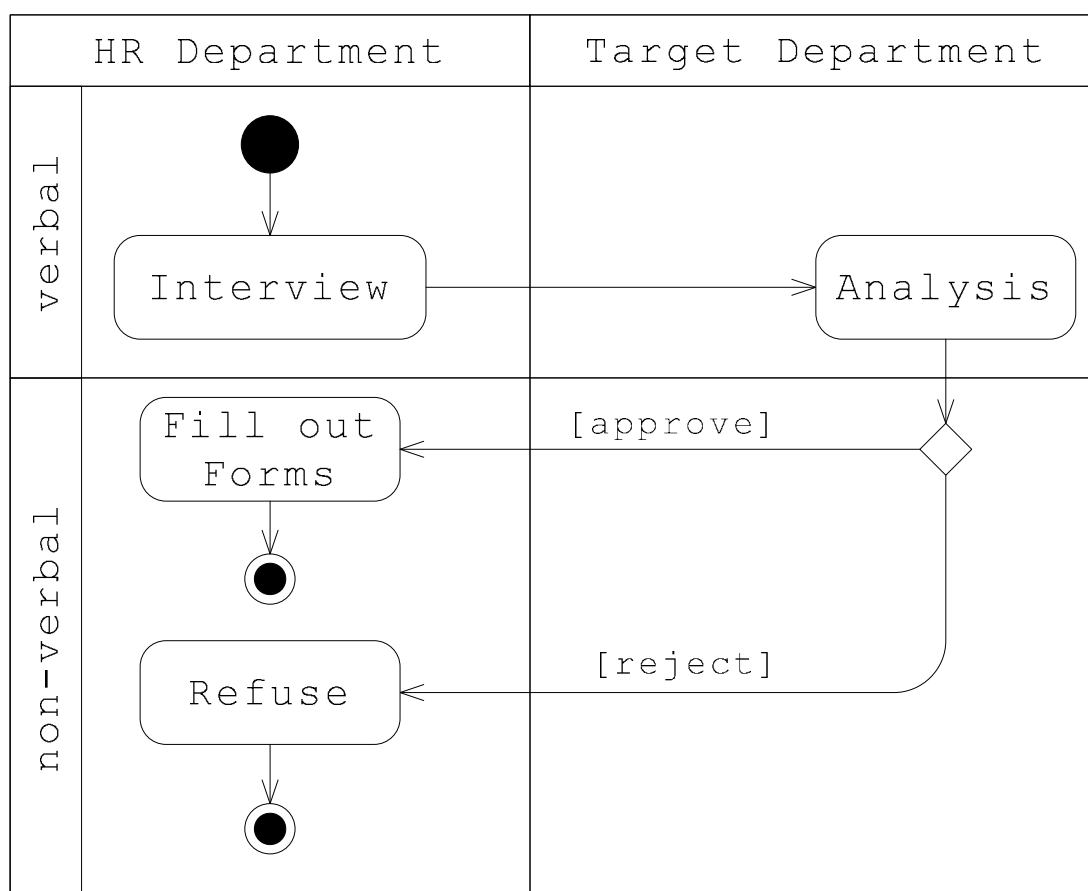 HR Department
Target Department
verbal
Interview
Analysis
non-verbal
Fill out
Forms
[approve]
[reject]
Refuse